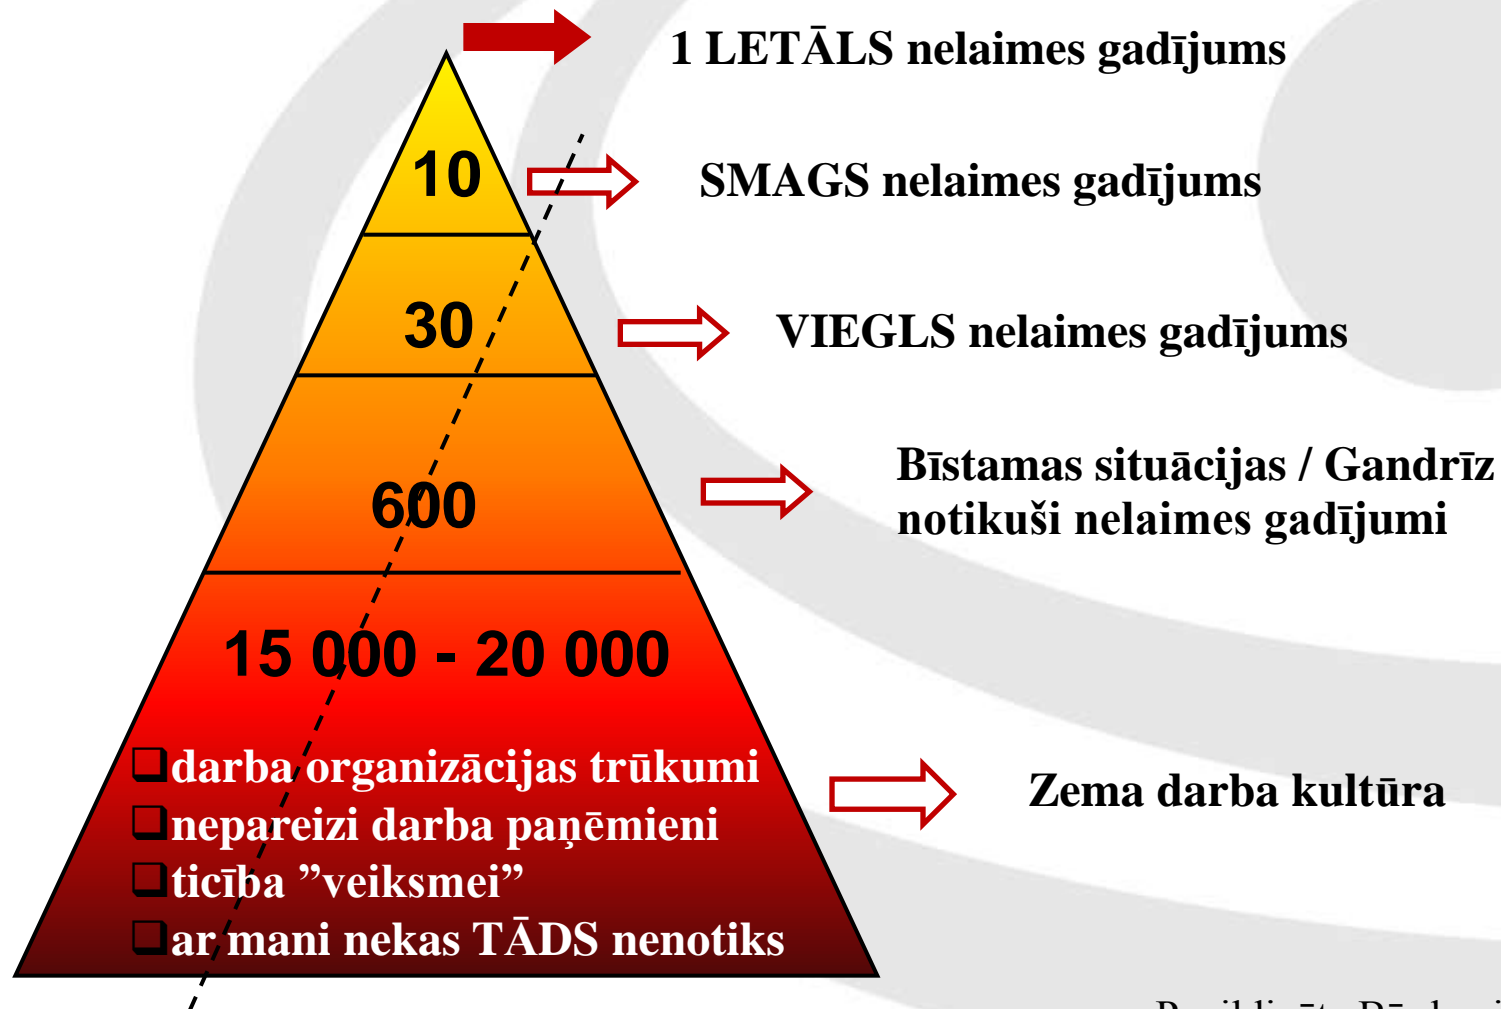 1 LETĀLS nelaimes gadījums
10
SMAGS nelaimes gadījums
30
VIEGLS nelaimes gadījums
600
Bīstamas situācijas / Gandrīz
notikuši nelaimes gadījumi
15 000 - 20 000
darba organizācijas trūkumi
nepareizi darba paņēmieni
ticība ”veiksmei”
ar mani nekas TĀDS nenotiks
Zema darba kultūra